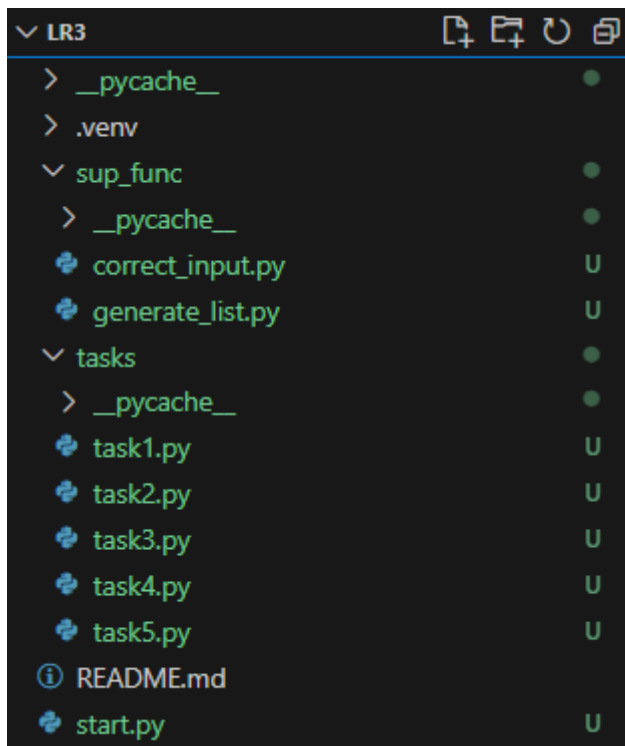 LR3
__pycache__
.venv
sup_func
__pycache__
correct_input.py U
generate_list.py U
tasks
__pycache__
task1.py U
task2.py U
task3.py U
task4.py U
task5.py U
README.md
start.py U